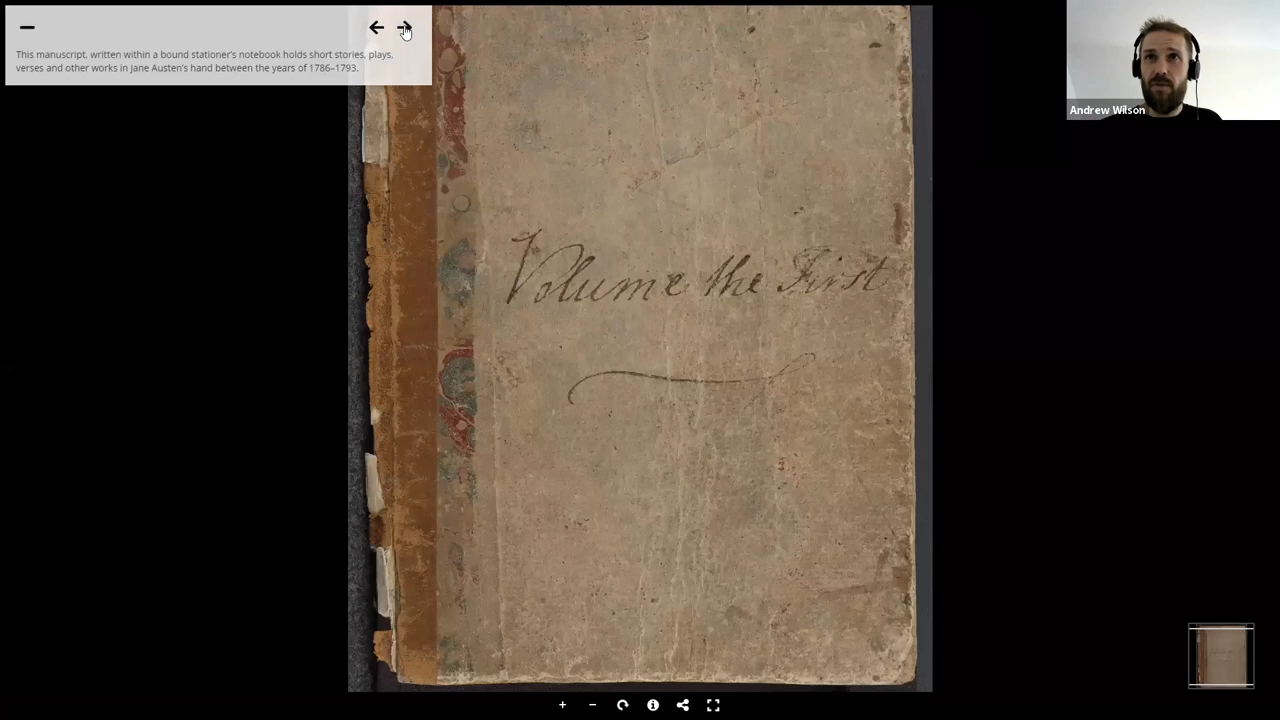 This manuscript, written within a bound stationer's notebook holds short stories, plays,
verses and other works in Jane Austen's hand between the years of 1786–1793.
Andrew Wilson
Volume the First